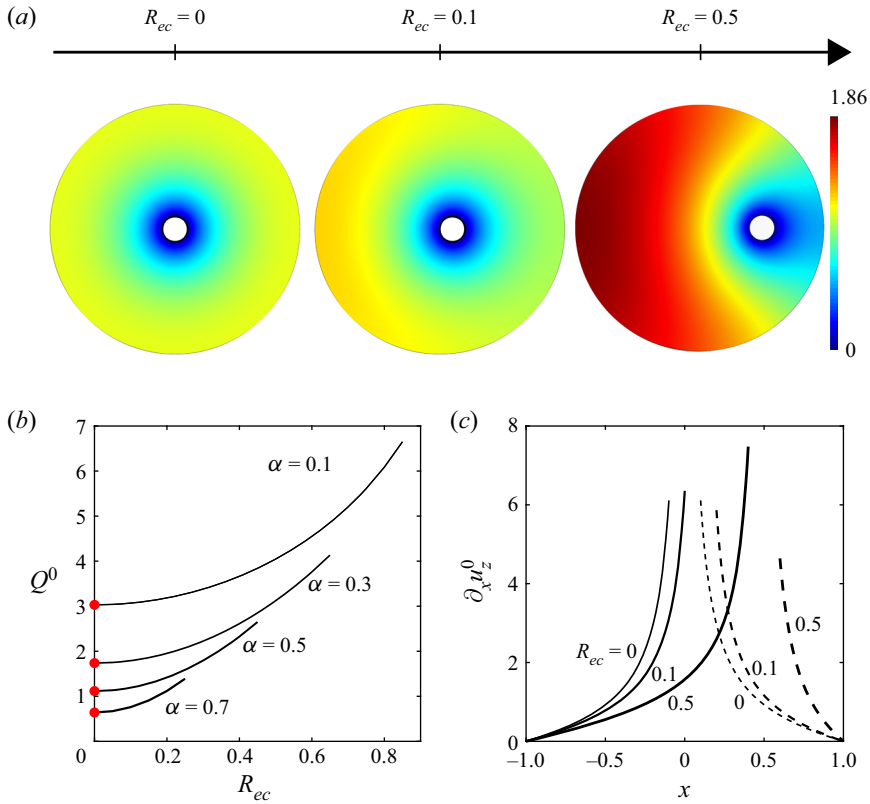 (a)
R_ec = 0
R_ec = 0.1
R_ec = 0.5
1.86
0
(b)
7
6
5
4
3
2
1
0
0.2
0.4
0.6
0.8
Q^0
R_ec
α = 0.1
α = 0.3
α = 0.5
α = 0.7
(c)
8
6
4
2
0
–1.0
–0.5
0
0.5
1.0
∂_x u_z^0
x
R_ec = 0
0.1
0.5
0
0.1
0.5